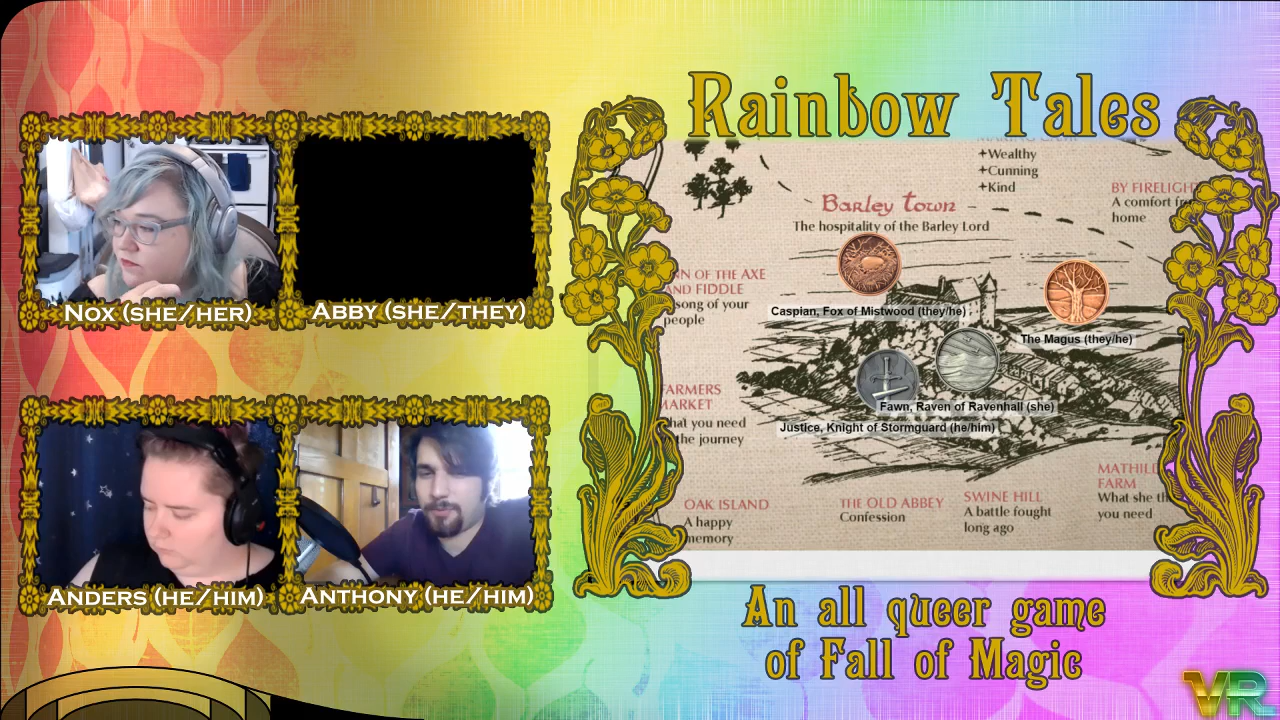 Rainbow Tales
NOX (SHE/HER)
ABBY (SHE/THEY)
ANDERS (HE/HIM)
ANTHONY (HE/HIM)
+Wealthy
+Cunning
+Kind
BY FIRELIGH
A comfort
home
Barley Town
The hospitality of the Barley Lord
N OF THE AXE
AND FIDDLE
song of your
people
Caspian, Fox of Mistwood (they/he)
The Magus (they/he)
Fawn, Raven of Ravenhall (she)
Justice, Knight of Stormguard (he/him)
FARMERS
MARKET
hat you need
the journey
OAK ISLAND
A happy
memory
THE OLD ABBEY
Confession
SWINE HILL
A battle fought
long ago
MATHILD
FARM
What she th
you need
An all queer game
of Fall of Magic
VR